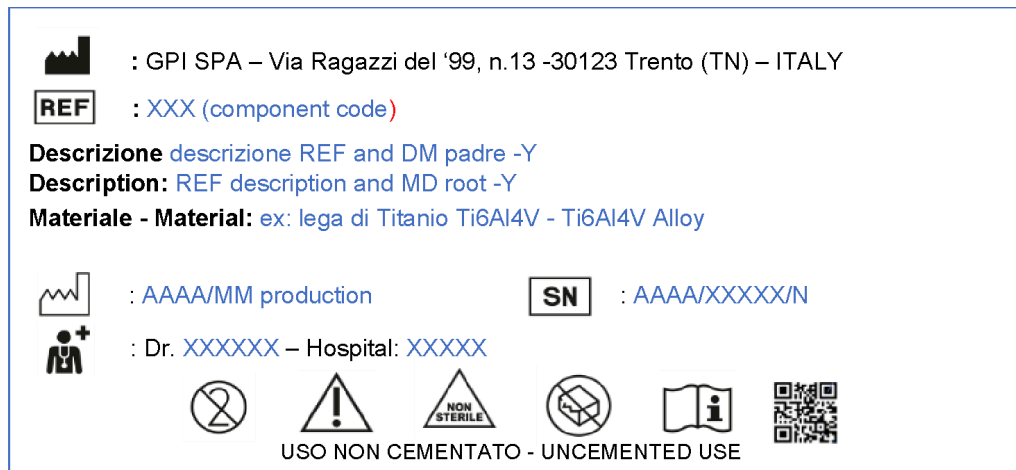 : GPI SPA – Via Ragazzi del ‘99, n.13 -30123 Trento (TN) – ITALY
REF : XXX (component code)
Descrizione descrizione REF and DM padre -Y
Description: REF description and MD root -Y
Materiale - Material: ex: lega di Titanio Ti6Al4V - Ti6Al4V Alloy
: AAAA/MM production SN : AAAA/XXXXX/N
: Dr. XXXXXX – Hospital: XXXXX
2 NON STERILE i
USO NON CEMENTATO - UNCEMENTED USE